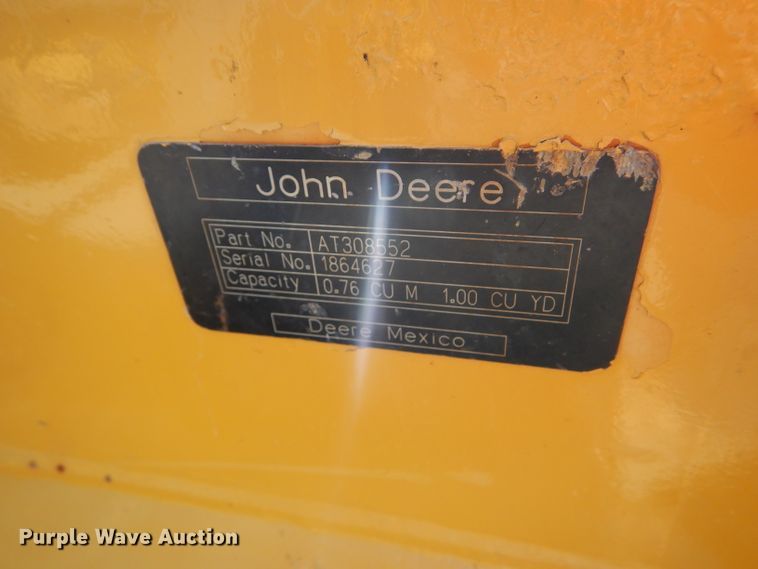 John Deere
Part No. AT308552
Serial No. 1864627
Capacity 0.76 CU M 1.00 CU YD
Deere Mexico
Purple Wave Auction